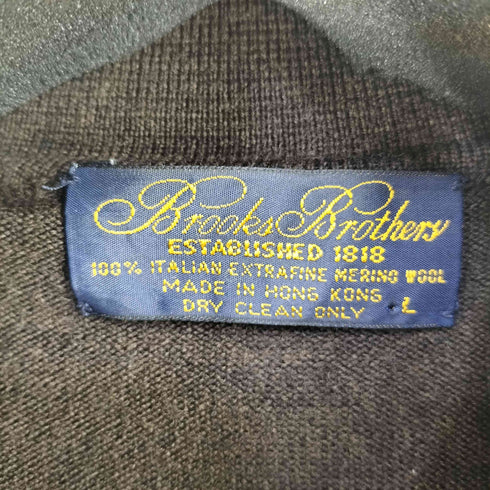 Brooks Brothers
ESTABLISHED 1818
100% ITALIAN EXTRAFINE MERINO WOOL
MADE IN HONG KONG
DRY CLEAN ONLY L